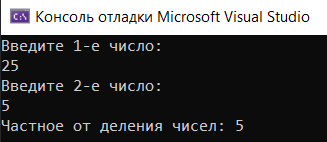 C:\ Консоль отладки Microsoft Visual Studio
Введите 1-е число:
25
Введите 2-е число:
5
Частное от деления чисел: 5